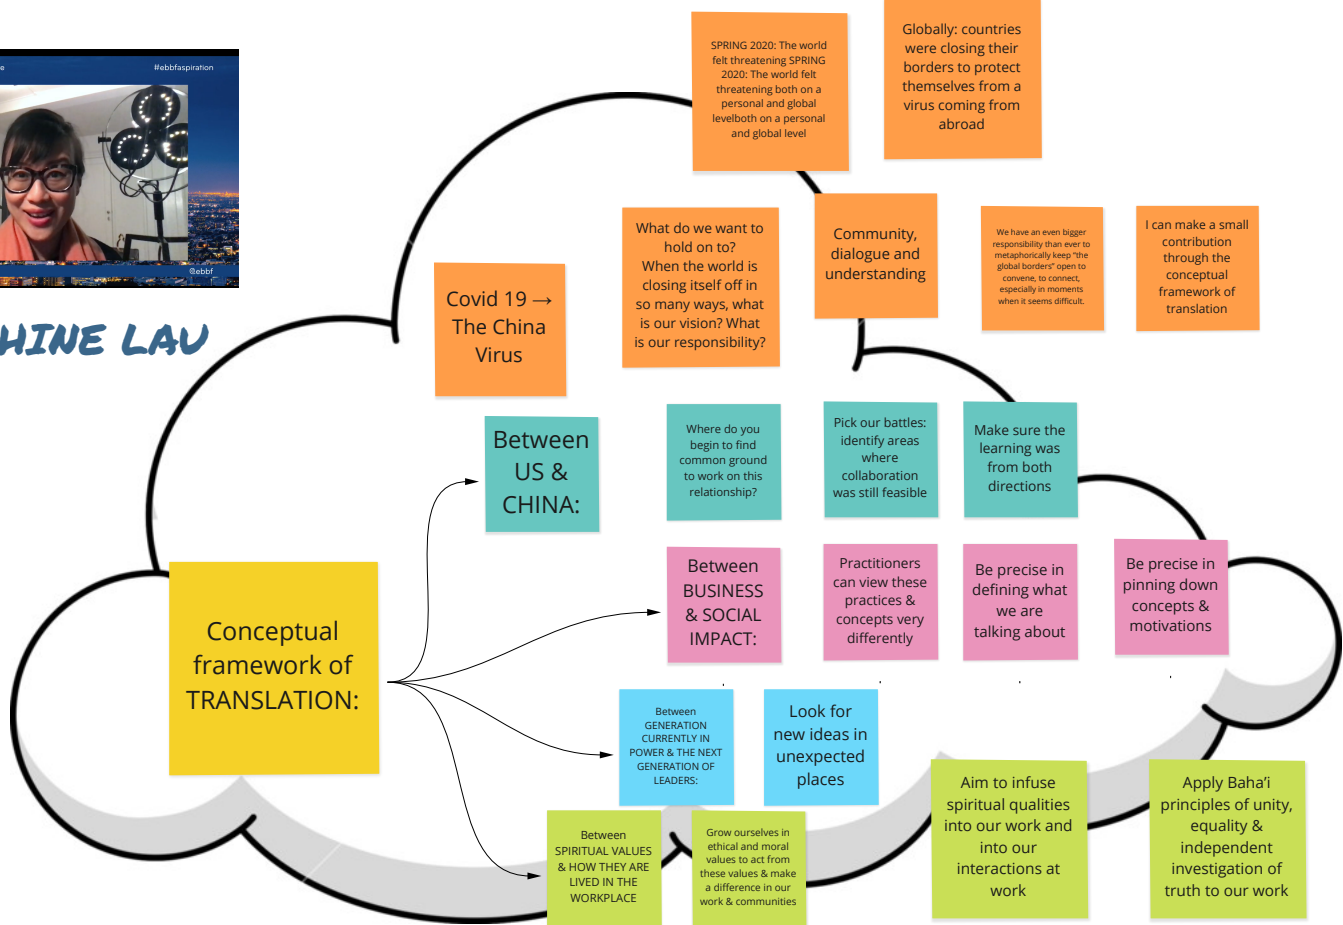 e
#ebbfaspiration
@ebbf
HINE LAU
SPRING 2020: The world
felt threatening SPRING
2020: The world felt
threatening both on a
personal and global
levelboth on a personal
and global level
Globally: countries
were closing their
borders to protect
themselves from a
virus coming from
abroad
Covid 19 →
The China
Virus
What do we want to
hold on to?
When the world is
closing itself off in
so many ways, what
is our vision? What
is our responsibility?
Community,
dialogue and
understanding
We have an even bigger
responsibility than ever to
metaphorically keep "the
global borders" open to
convene, to connect,
especially in moments
when it seems difficult.
I can make a small
contribution
through the
conceptual
framework of
translation
Conceptual
framework of
TRANSLATION:
Between
US &
CHINA:
Where do you
begin to find
common ground
to work on this
relationship?
Pick our battles:
identify areas
where
collaboration
was still feasible
Make sure the
learning was
from both
directions
Between
BUSINESS
& SOCIAL
IMPACT:
Practitioners
can view these
practices &
concepts very
differently
Be precise in
defining what
we are
talking about
Be precise in
pinning down
concepts &
motivations
Between
GENERATION
CURRENTLY IN
POWER & THE NEXT
GENERATION OF
LEADERS:
Look for
new ideas in
unexpected
places
Between
SPIRITUAL VALUES
& HOW THEY ARE
LIVED IN THE
WORKPLACE
Grow ourselves in
ethical and moral
values to act from
these values & make
a difference in our
work & communities
Aim to infuse
spiritual qualities
into our work and
into our
interactions at
work
Apply Baha'i
principles of unity,
equality &
independent
investigation of
truth to our work